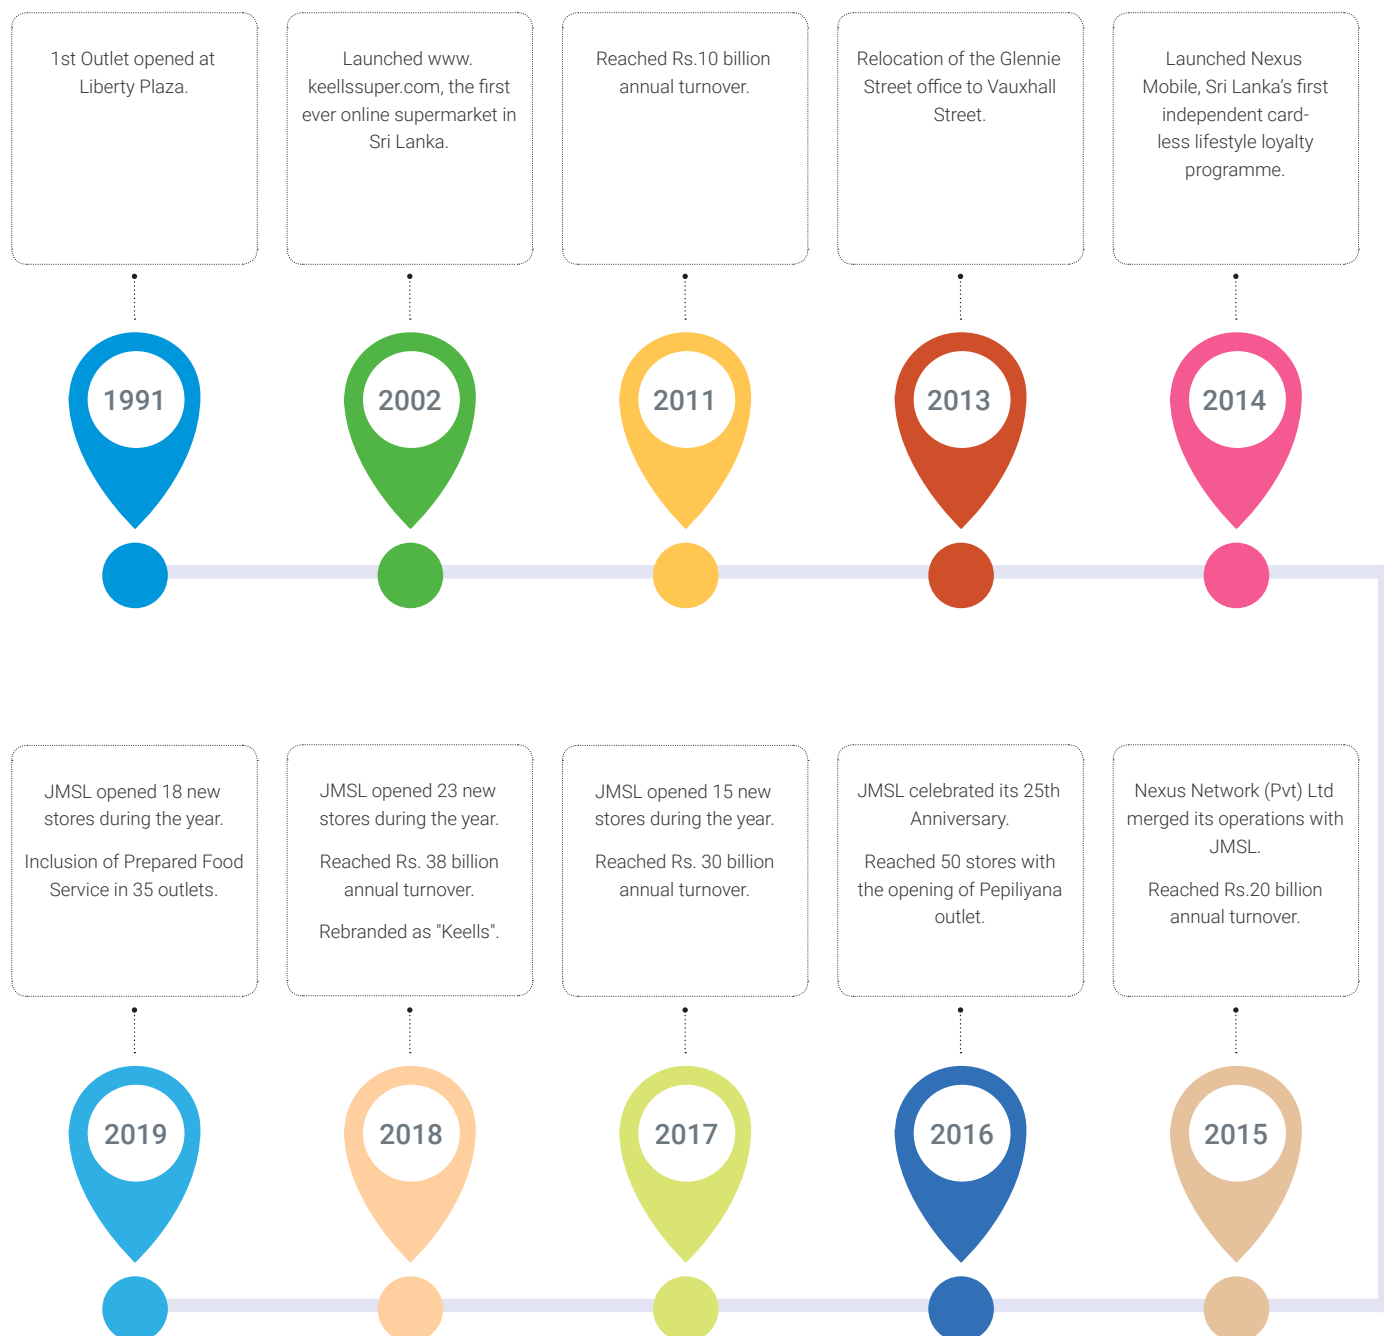 1st Outlet opened at
Liberty Plaza.
Launched www.
keellssuper.com, the first
ever online supermarket in
Sri Lanka.
Reached Rs.10 billion
annual turnover.
Relocation of the Glennie
Street office to Vauxhall
Street.
Launched Nexus
Mobile, Sri Lanka’s first
independent card-
less lifestyle loyalty
programme.
1991
2002
2011
2013
2014
JMSL opened 18 new
stores during the year.
Inclusion of Prepared Food
Service in 35 outlets.
JMSL opened 23 new
stores during the year.
Reached Rs. 38 billion
annual turnover.
Rebranded as "Keells".
JMSL opened 15 new
stores during the year.
Reached Rs. 30 billion
annual turnover.
JMSL celebrated its 25th
Anniversary.
Reached 50 stores with
the opening of Pepiliyana
outlet.
Nexus Network (Pvt) Ltd
merged its operations with
JMSL.
Reached Rs.20 billion
annual turnover.
2019
2018
2017
2016
2015